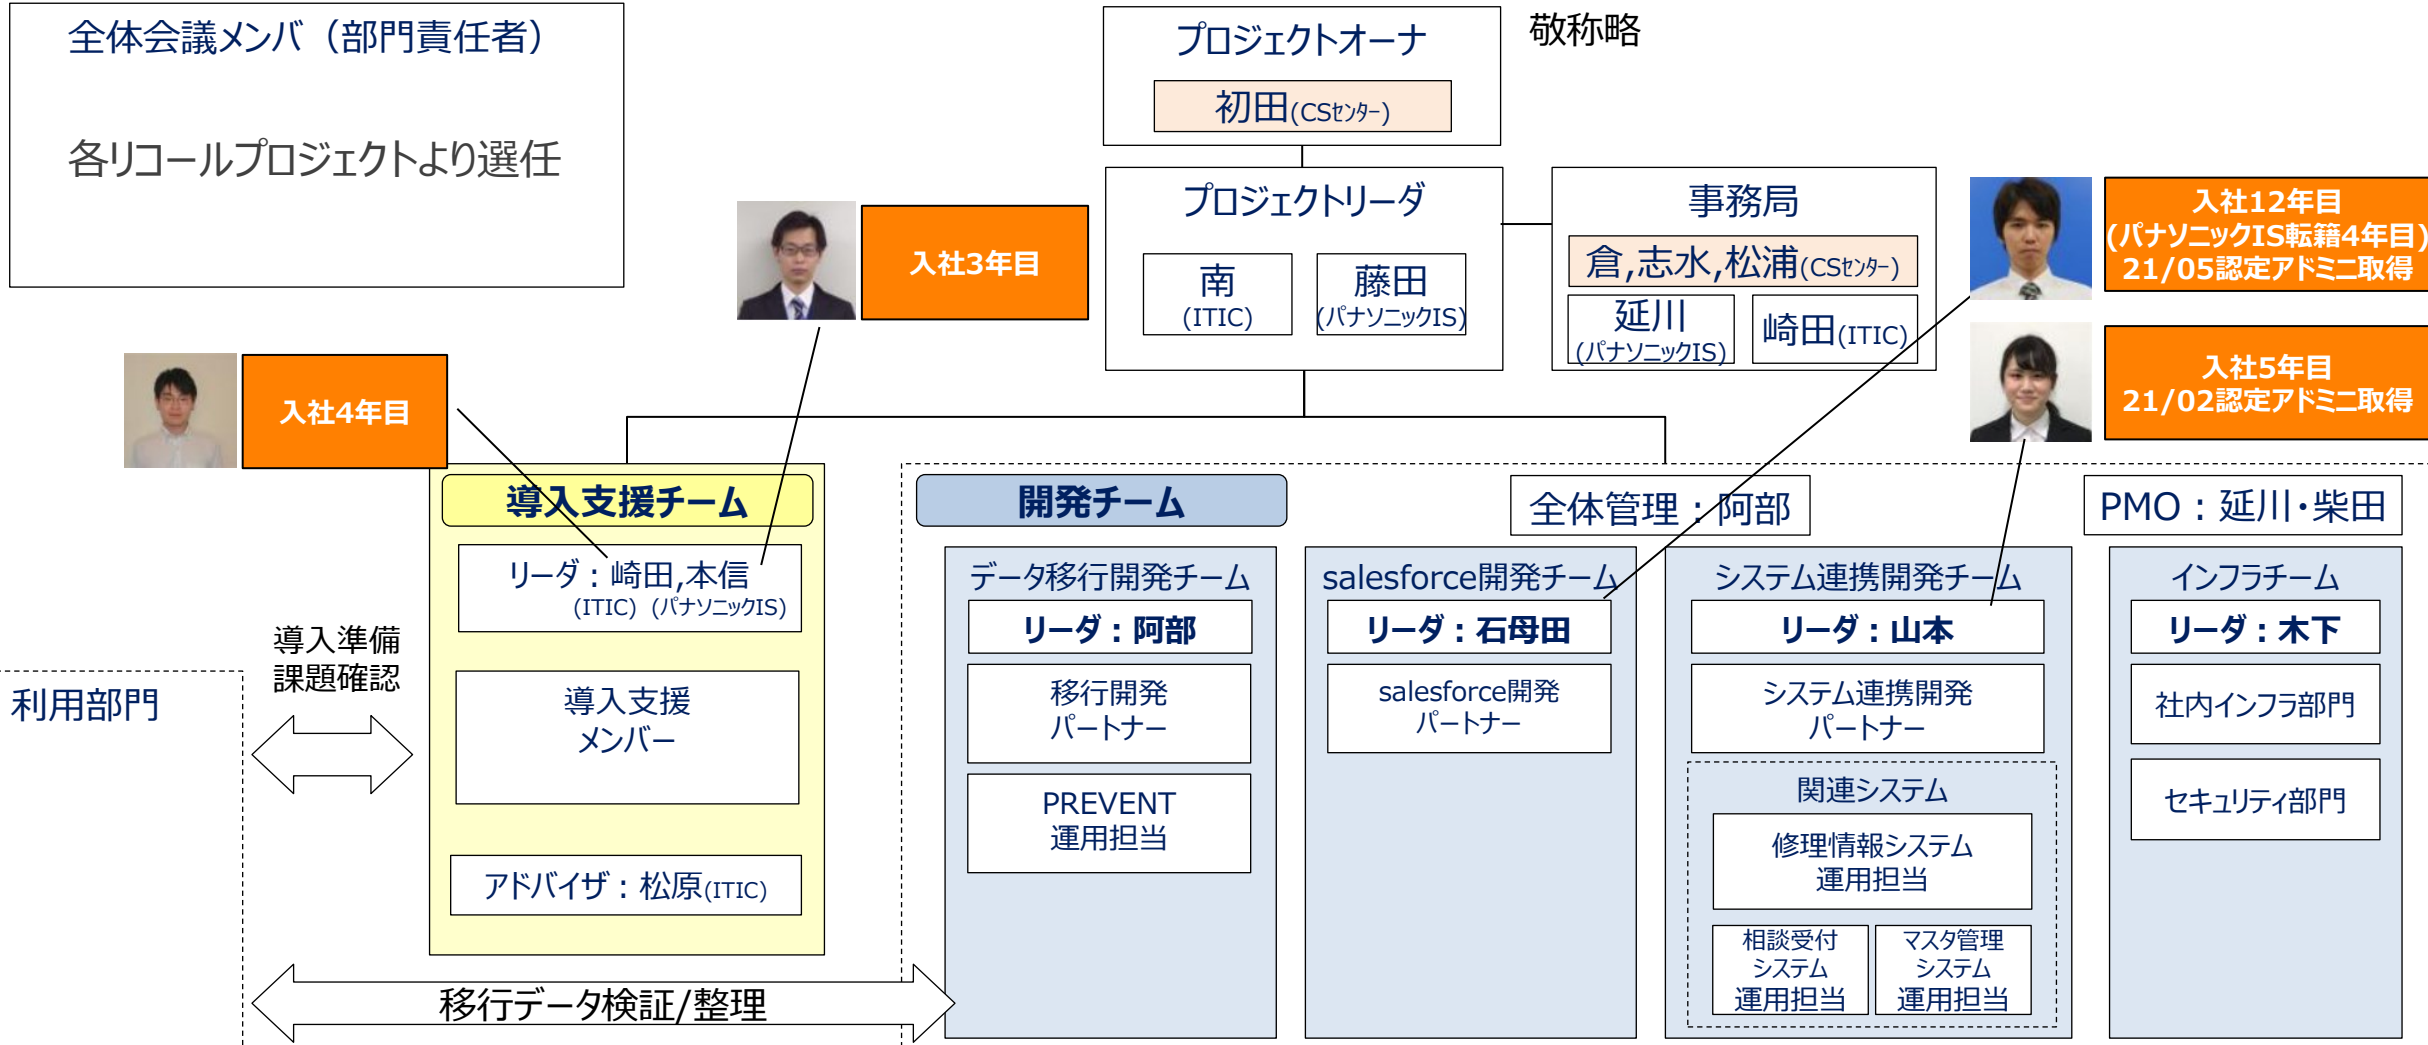 全体会議メンバ（部門責任者）
各リコールプロジェクトより選任
プロジェクトオーナ
初田(CSｾﾝﾀｰ)
敬称略
プロジェクトリーダ
南
(ITIC)
藤田
(パナソニックIS)
事務局
倉,志水,松浦(CSｾﾝﾀｰ)
延川
(パナソニックIS)
崎田(ITIC)
入社12年目
(パナソニックIS転籍4年目)
21/05認定アドミニ取得
入社3年目
入社5年目
21/02認定アドミニ取得
入社4年目
導入支援チーム
リーダ：崎田,本信
(ITIC) (パナソニックIS)
導入支援
メンバー
アドバイザ：松原(ITIC)
開発チーム
全体管理：阿部
PMO：延川・柴田
データ移行開発チーム
リーダ：阿部
移行開発
パートナー
PREVENT
運用担当
salesforce開発チーム
リーダ：石母田
salesforce開発
パートナー
システム連携開発チーム
リーダ：山本
システム連携開発
パートナー
関連システム
修理情報システム
運用担当
相談受付
システム
運用担当
マスタ管理
システム
運用担当
インフラチーム
リーダ：木下
社内インフラ部門
セキュリティ部門
導入準備
課題確認
利用部門
移行データ検証/整理